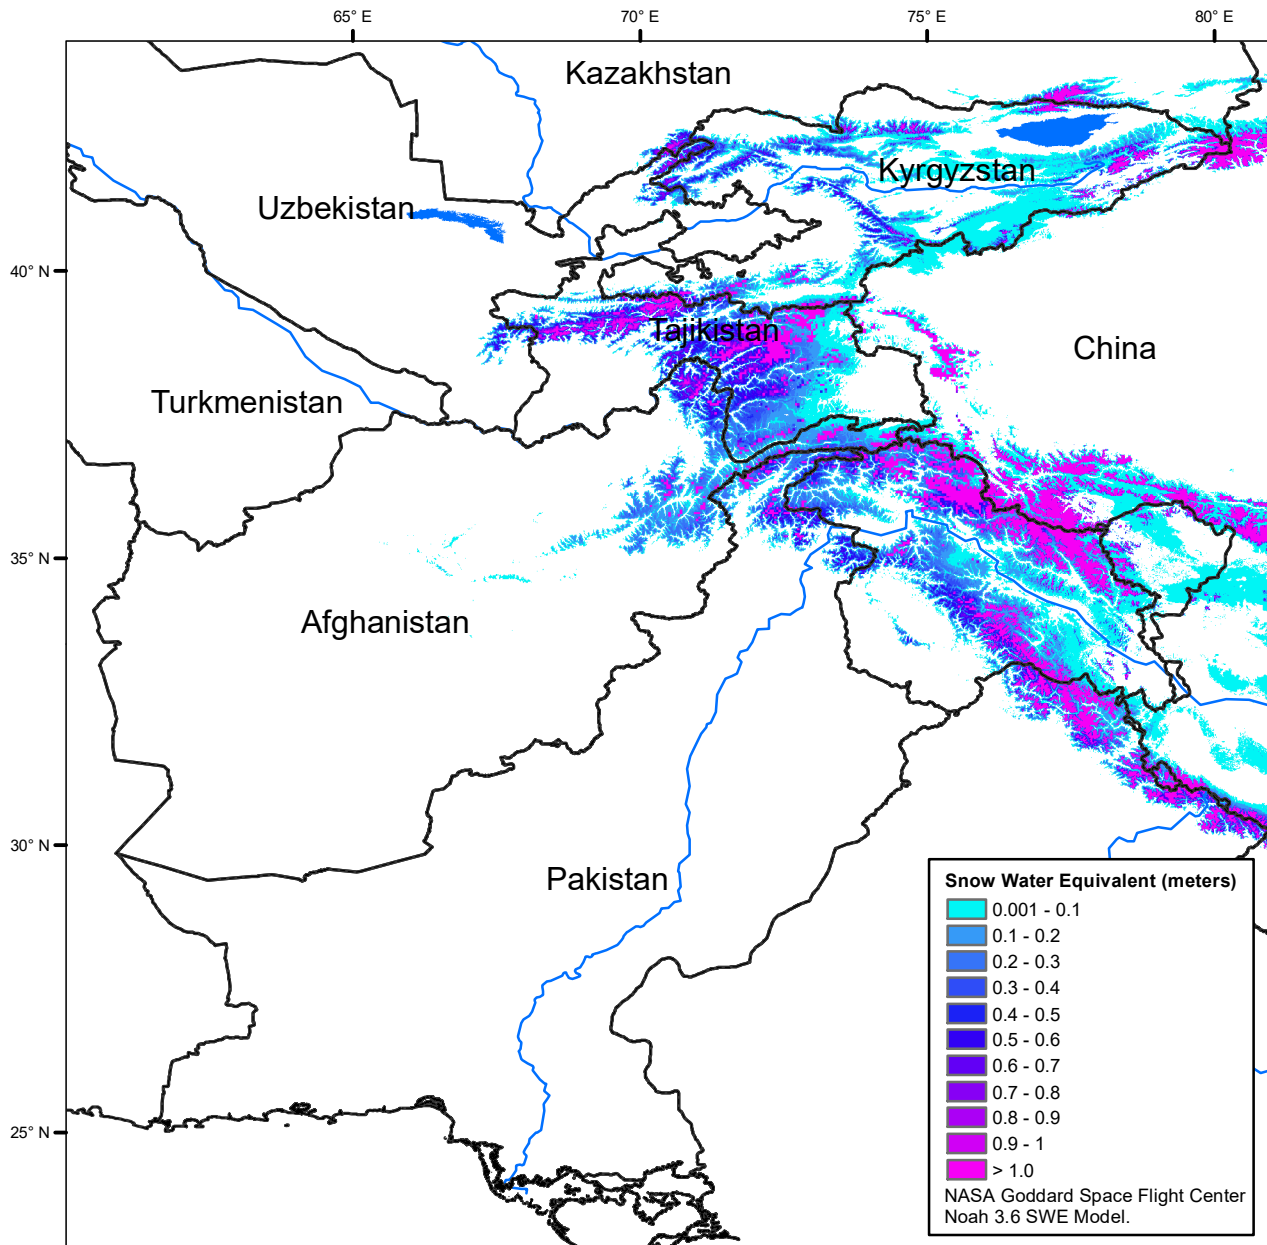 65° E
70° E
75° E
80° E
Kazakhstan
Kyrgyzstan
Uzbekistan
40° N
Tajikistan
China
Turkmenistan
35° N
Afghanistan
30° N
Pakistan
25° N
Snow Water Equivalent (meters)
0.001 - 0.1
0.1 - 0.2
0.2 - 0.3
0.3 - 0.4
0.4 - 0.5
0.5 - 0.6
0.6 - 0.7
0.7 - 0.8
0.8 - 0.9
0.9 - 1
> 1.0
NASA Goddard Space Flight Center
Noah 3.6 SWE Model.